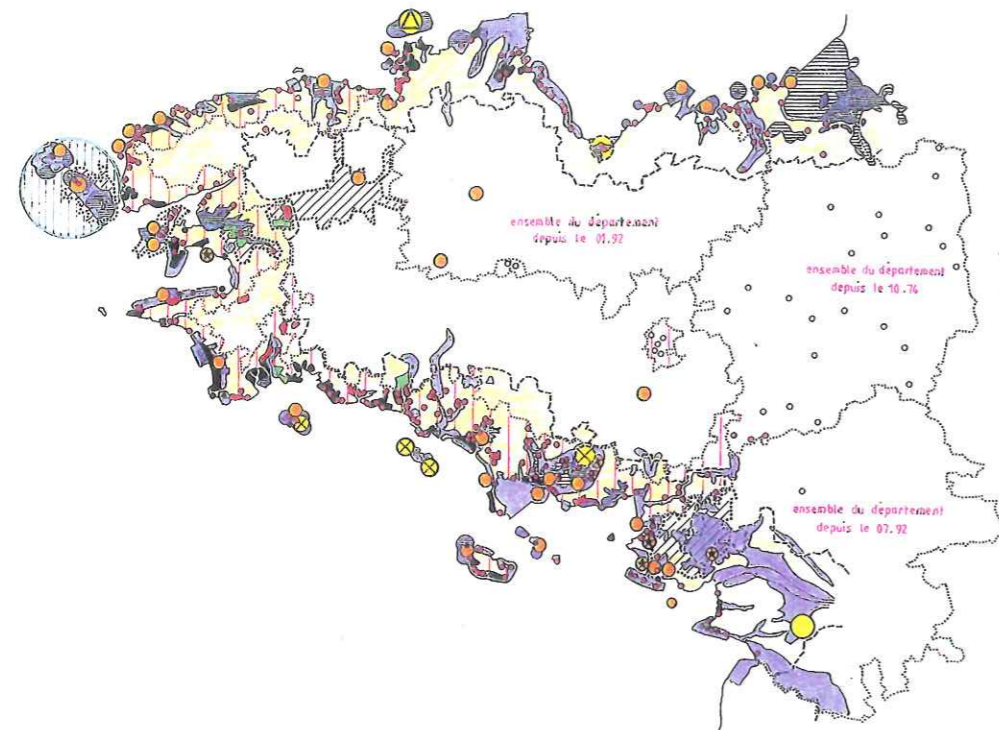 ensemble du département
depuis le 01.92
ensemble du département
depuis le 10.76
ensemble du département
depuis le 07.92